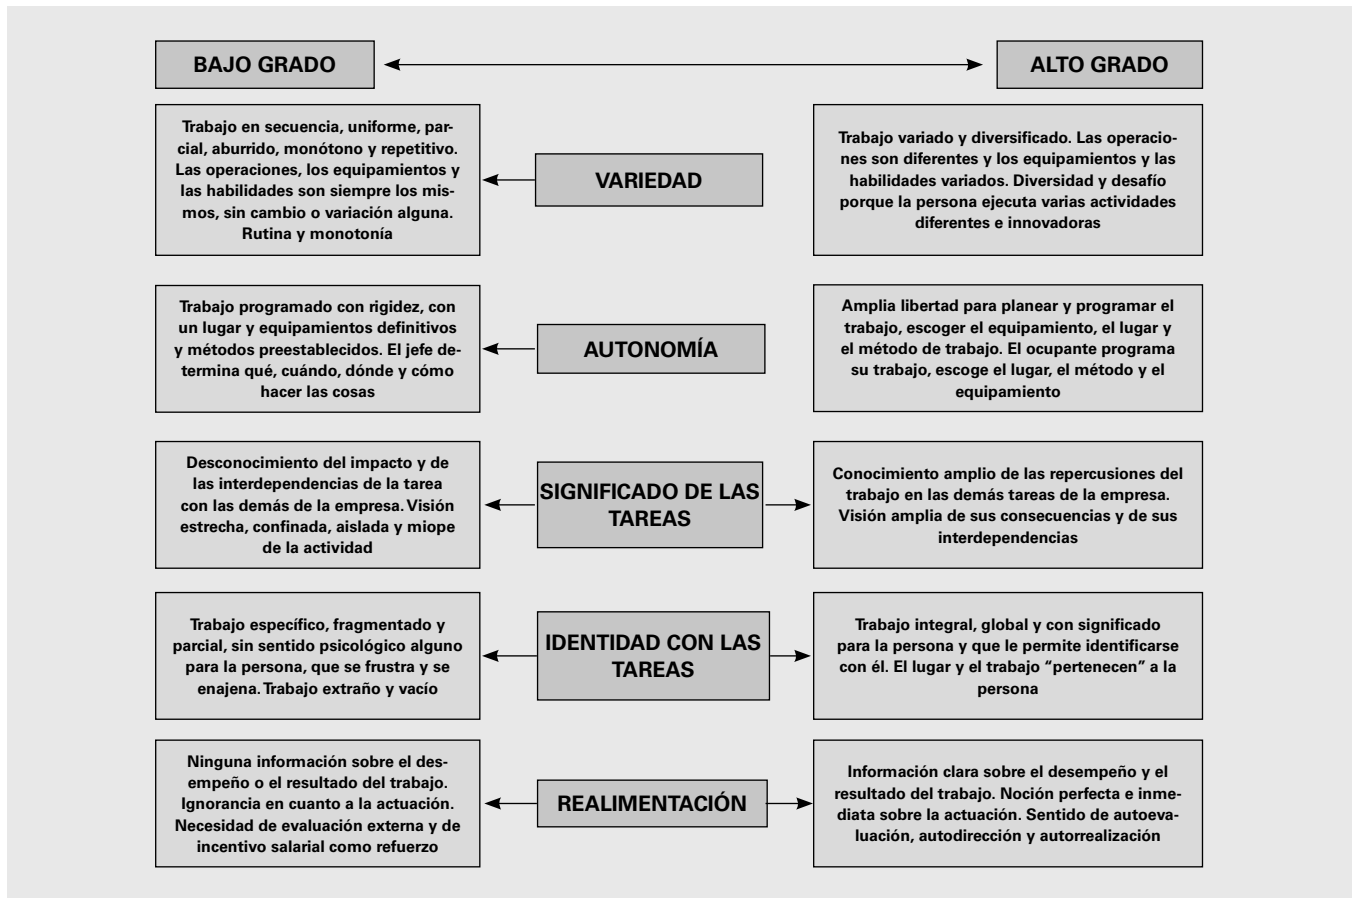 BAJO GRADO
ALTO GRADO
Trabajo en secuencia, uniforme, par-
cial, aburrido, monótono y repetitivo.
Las operaciones, los equipamientos y
las habilidades son siempre los mis-
mos, sin cambio o variación alguna.
Rutina y monotonía
VARIEDAD
Trabajo variado y diversificado. Las operacio-
nes son diferentes y los equipamientos y las
habilidades variados. Diversidad y desafío
porque la persona ejecuta varias actividades
diferentes e innovadoras
Trabajo programado con rigidez, con
un lugar y equipamientos definitivos
y métodos preestablecidos. El jefe de-
termina qué, cuándo, dónde y cómo
hacer las cosas
AUTONOMÍA
Amplia libertad para planear y programar el
trabajo, escoger el equipamiento, el lugar y
el método de trabajo. El ocupante programa
su trabajo, escoge el lugar, el método y el
equipamiento
Desconocimiento del impacto y de
las interdependencias de la tarea
con las demás de la empresa. Visión
estrecha, confinada, aislada y miope
de la actividad
SIGNIFICADO DE LAS
TAREAS
Conocimiento amplio de las repercusiones del
trabajo en las demás tareas de la empresa.
Visión amplia de sus consecuencias y de sus
interdependencias
Trabajo específico, fragmentado y
parcial, sin sentido psicológico alguno
para la persona, que se frustra y se
enajena. Trabajo extraño y vacío
IDENTIDAD CON LAS
TAREAS
Trabajo integral, global y con significado
para la persona y que le permite identificarse
con él. El lugar y el trabajo “pertenecen” a la
persona
Ninguna información sobre el des-
empeño o el resultado del trabajo.
Ignorancia en cuanto a la actuación.
Necesidad de evaluación externa y de
incentivo salarial como refuerzo
REALIMENTACIÓN
Información clara sobre el desempeño y el
resultado del trabajo. Noción perfecta e inme-
diata sobre la actuación. Sentido de autoeva-
luación, autodirección y autorrealización